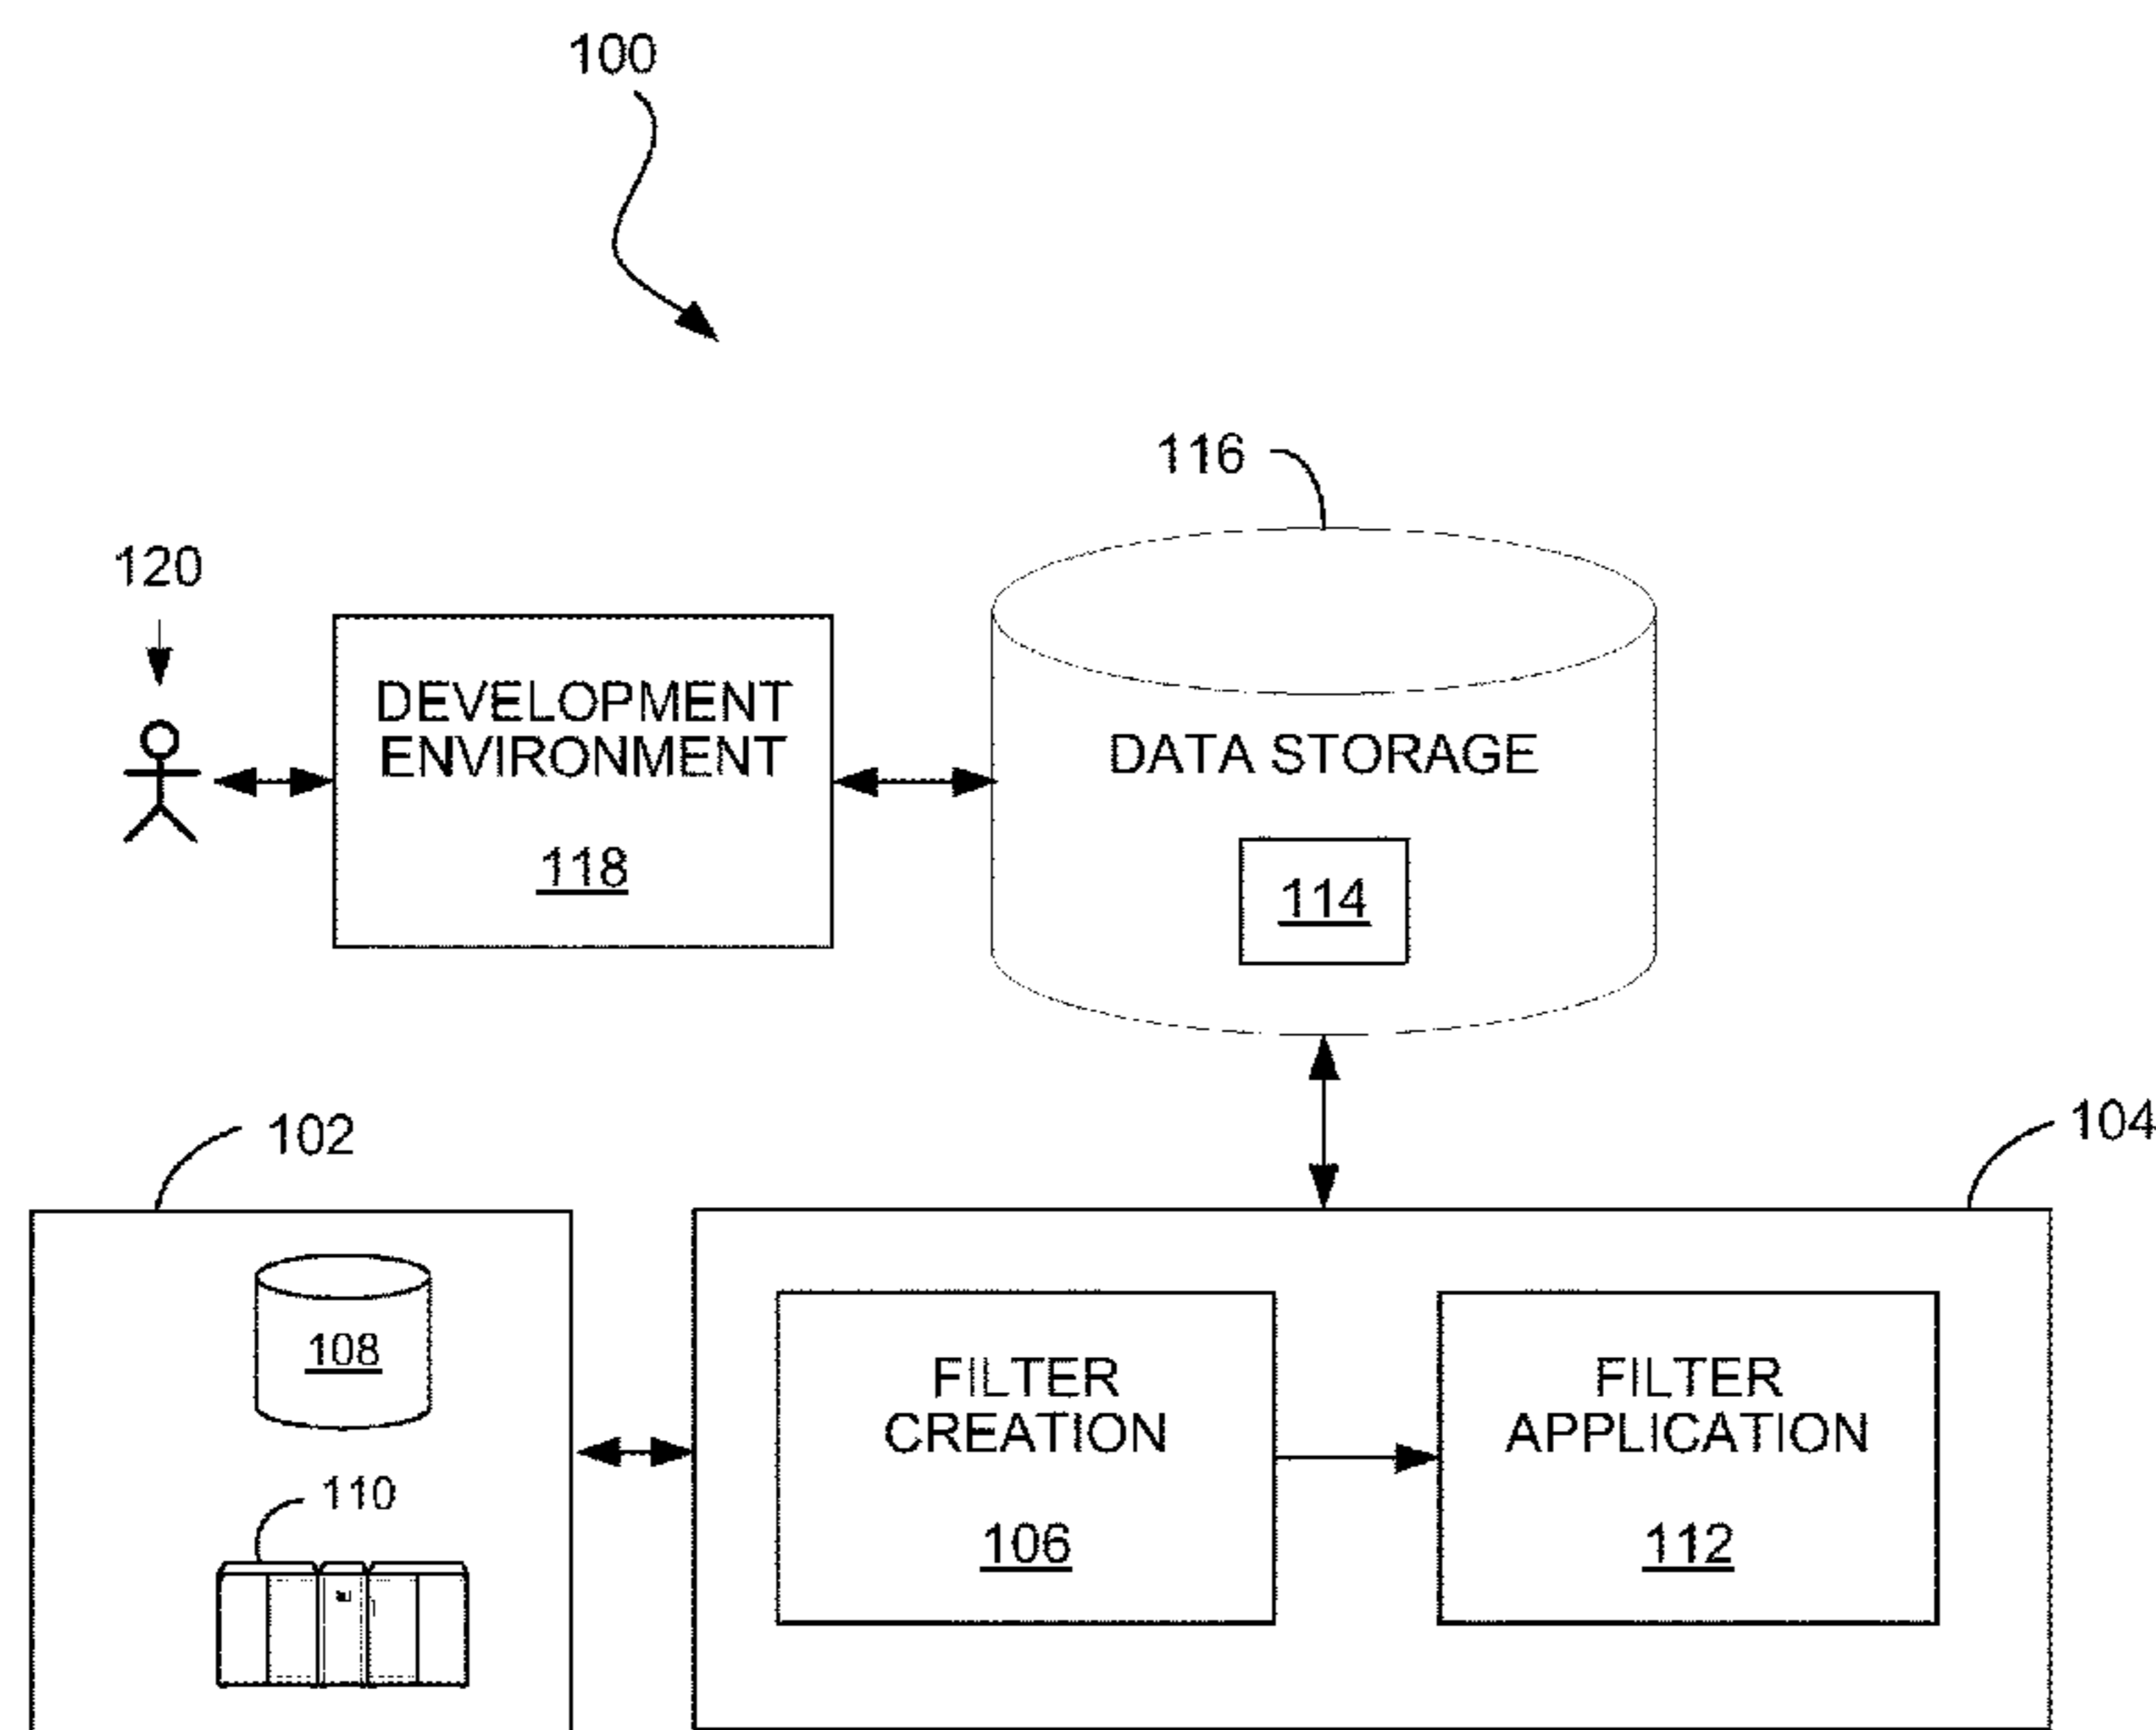 100
116
120
DEVELOPMENT
ENVIRONMENT
118
DATA STORAGE
114
102
104
108
110
FILTER
CREATION
106
FILTER
APPLICATION
112